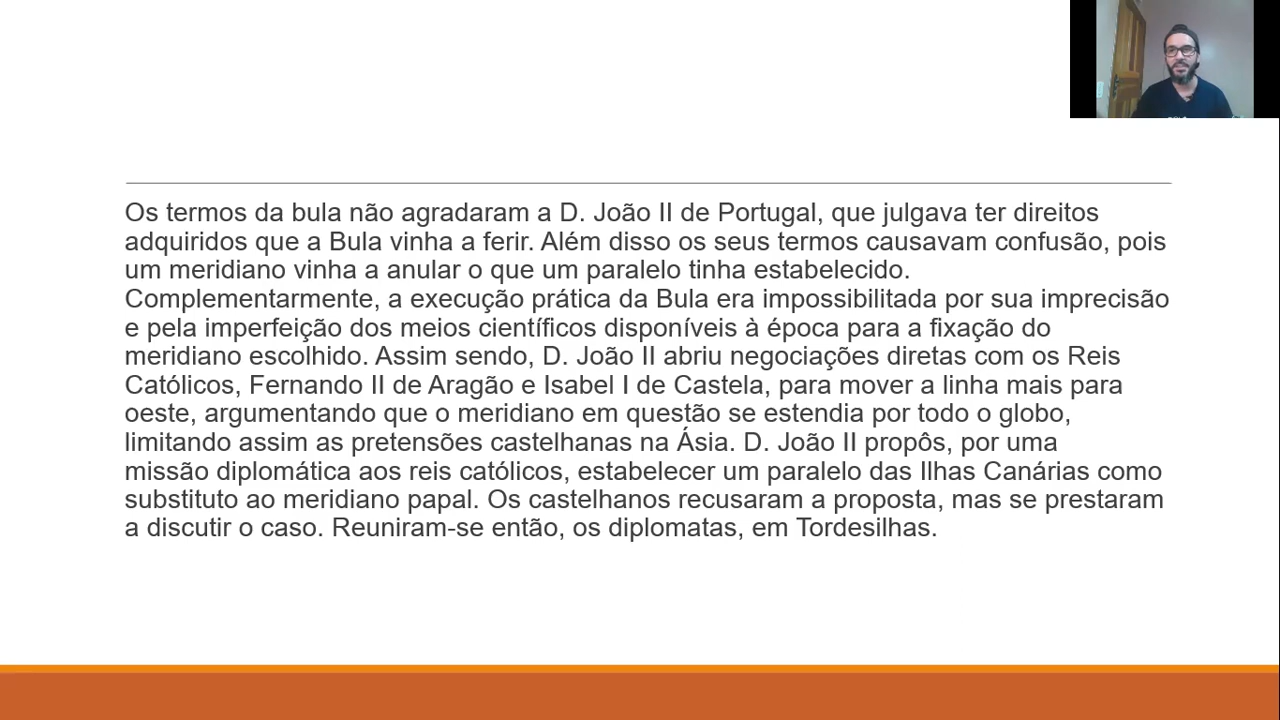 Os termos da bula não agradaram a D. João II de Portugal, que julgava ter direitos
adquiridos que a Bula vinha a ferir. Além disso os seus termos causavam confusão, pois
um meridiano vinha a anular o que um paralelo tinha estabelecido.
Complementarmente, a execução prática da Bula era impossibilitada por sua imprecisão
e pela imperfeição dos meios científicos disponíveis à época para a fixação do
meridiano escolhido. Assim sendo, D. João II abriu negociações diretas com os Reis
Católicos, Fernando II de Aragão e Isabel I de Castela, para mover a linha mais para
oeste, argumentando que o meridiano em questão se estendia por todo o globo,
limitando assim as pretensões castelhanas na Ásia. D. João II propôs, por uma
missão diplomática aos reis católicos, estabelecer um paralelo das Ilhas Canárias como
substituto ao meridiano papal. Os castelhanos recusaram a proposta, mas se prestaram
a discutir o caso. Reuniram-se então, os diplomatas, em Tordesilhas.